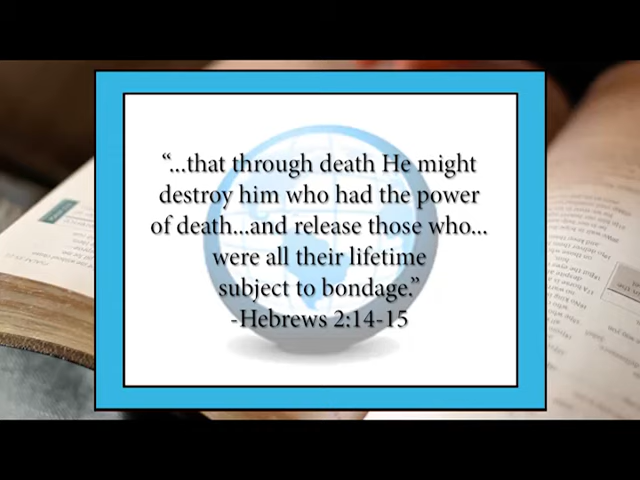 “...that through death He might
destroy him who had the power
of death...and release those who...
were all their lifetime
subject to bondage.”
-Hebrews 2:14-15